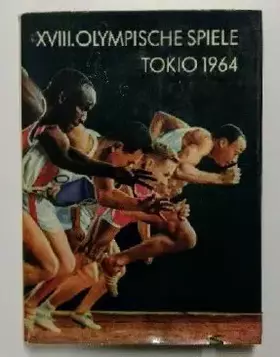 XVIII. OLYMPISCHE SPIELE
TOKIO 1964